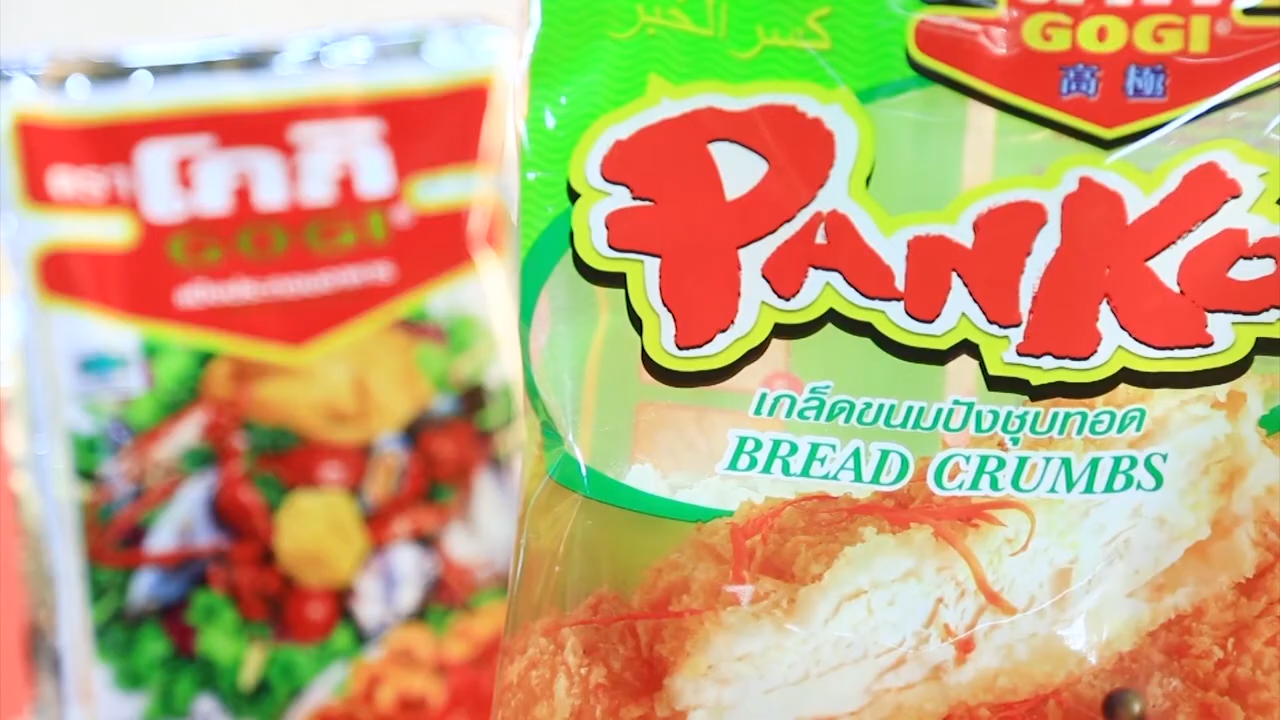 ตรา โกกิ
GOGI
كسر الخبز
GOGI
高極
PANKO
เกล็ดขนมปังชุบทอด
BREAD CRUMBS